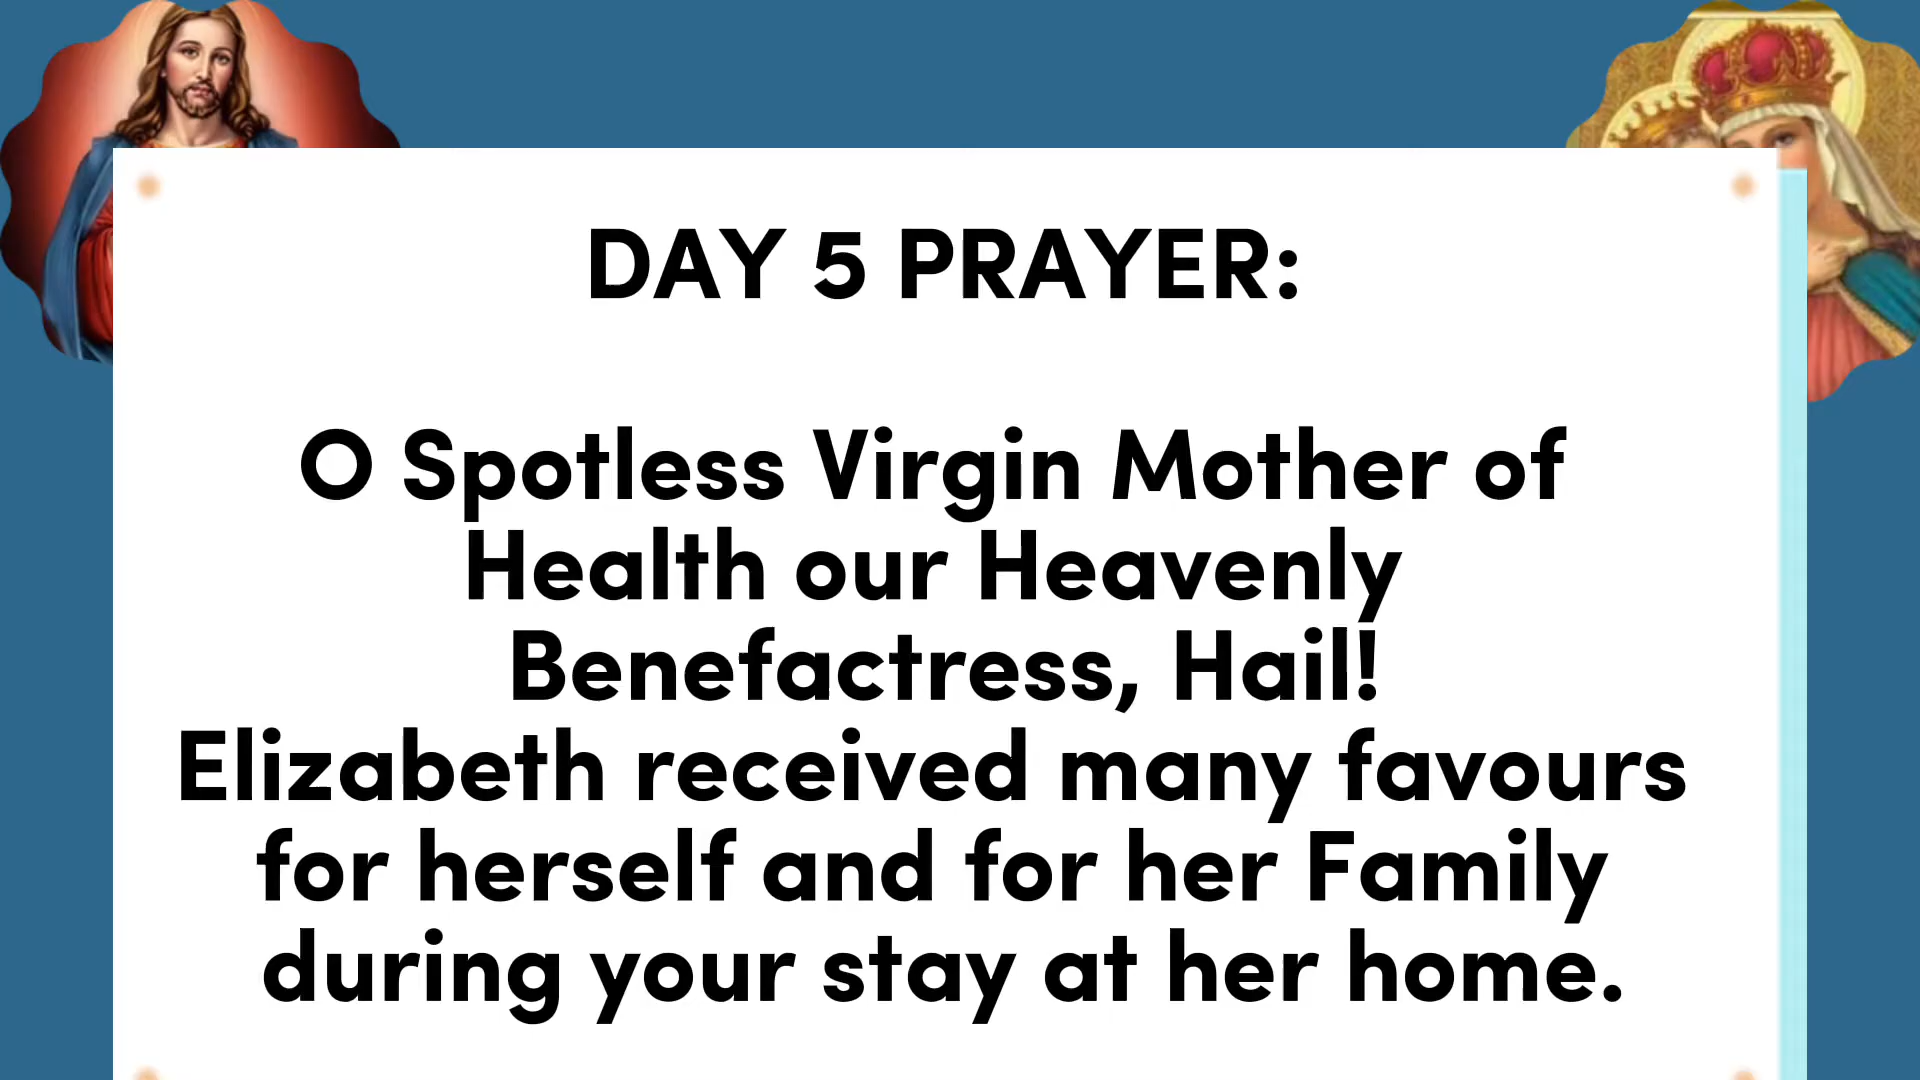 DAY 5 PRAYER:
O Spotless Virgin Mother of
Health our Heavenly
Benefactress, Hail!
Elizabeth received many favours
for herself and for her Family
during your stay at her home.